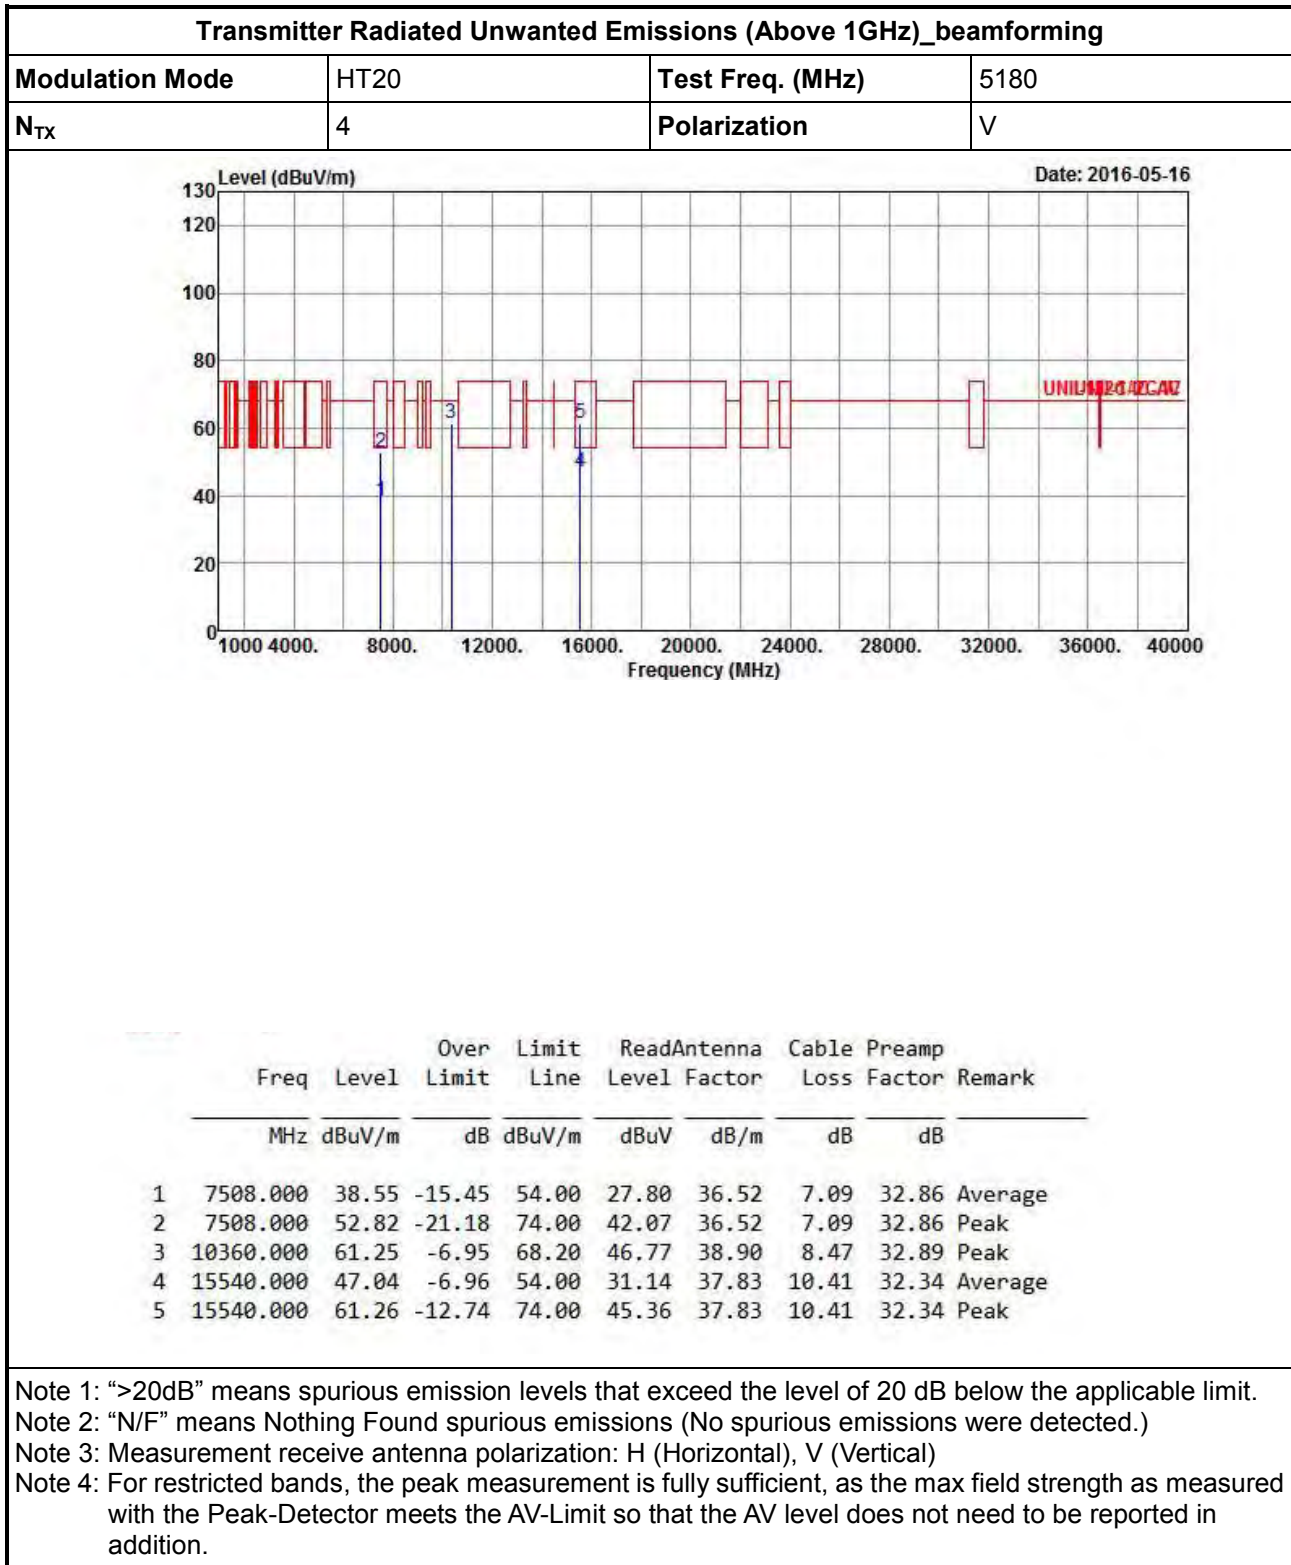 Transmitter Radiated Unwanted Emissions (Above 1GHz)_beamforming
Modulation Mode HT20 Test Freq. (MHz) 5180
NTX 4 Polarization V
Level (dBuV/m) Date: 2016-05-16
130
120
100
80
60
40
20
0
5
3
2
4
1
1000 4000. 8000. 12000. 16000. 20000. 24000. 28000. 32000. 36000. 40000
Frequency (MHz)
Over Limit ReadAntenna Cable Preamp
Freq Level Limit Line Level Factor Loss Factor Remark
MHz dBuV/m dB dBuV/m dBuV dB/m dB dB
1 7508.000 38.55 -15.45 54.00 27.80 36.52 7.09 32.86 Average
2 7508.000 52.82 -21.18 74.00 42.07 36.52 7.09 32.86 Peak
3 10360.000 61.25 -6.95 68.20 46.77 38.90 8.47 32.89 Peak
4 15540.000 47.04 -6.96 54.00 31.14 37.83 10.41 32.34 Average
5 15540.000 61.26 -12.74 74.00 45.36 37.83 10.41 32.34 Peak
Note 1: “>20dB” means spurious emission levels that exceed the level of 20 dB below the applicable limit.
Note 2: “N/F” means Nothing Found spurious emissions (No spurious emissions were detected.)
Note 3: Measurement receive antenna polarization: H (Horizontal), V (Vertical)
Note 4: For restricted bands, the peak measurement is fully sufficient, as the max field strength as measured
with the Peak-Detector meets the AV-Limit so that the AV level does not need to be reported in
addition.